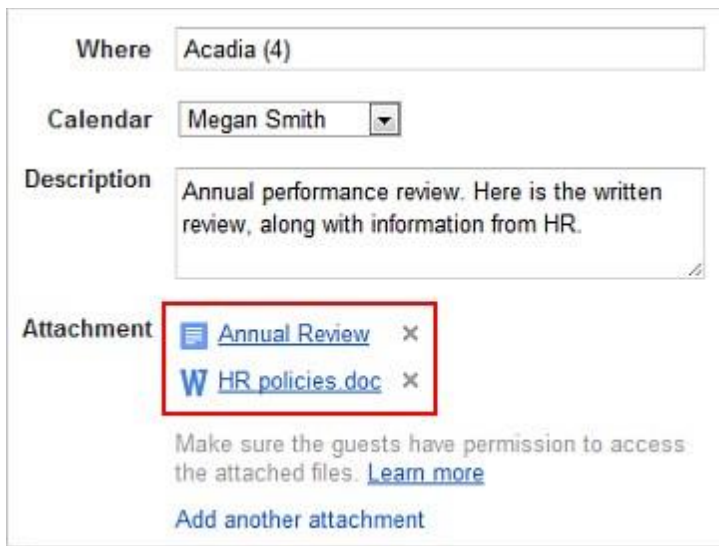 Where Acadia (4)
Calendar Megan Smith
Description Annual performance review. Here is the written
review, along with information from HR.
Attachment Annual Review
HR policies.doc
Make sure the guests have permission to access
the attached files. Learn more
Add another attachment